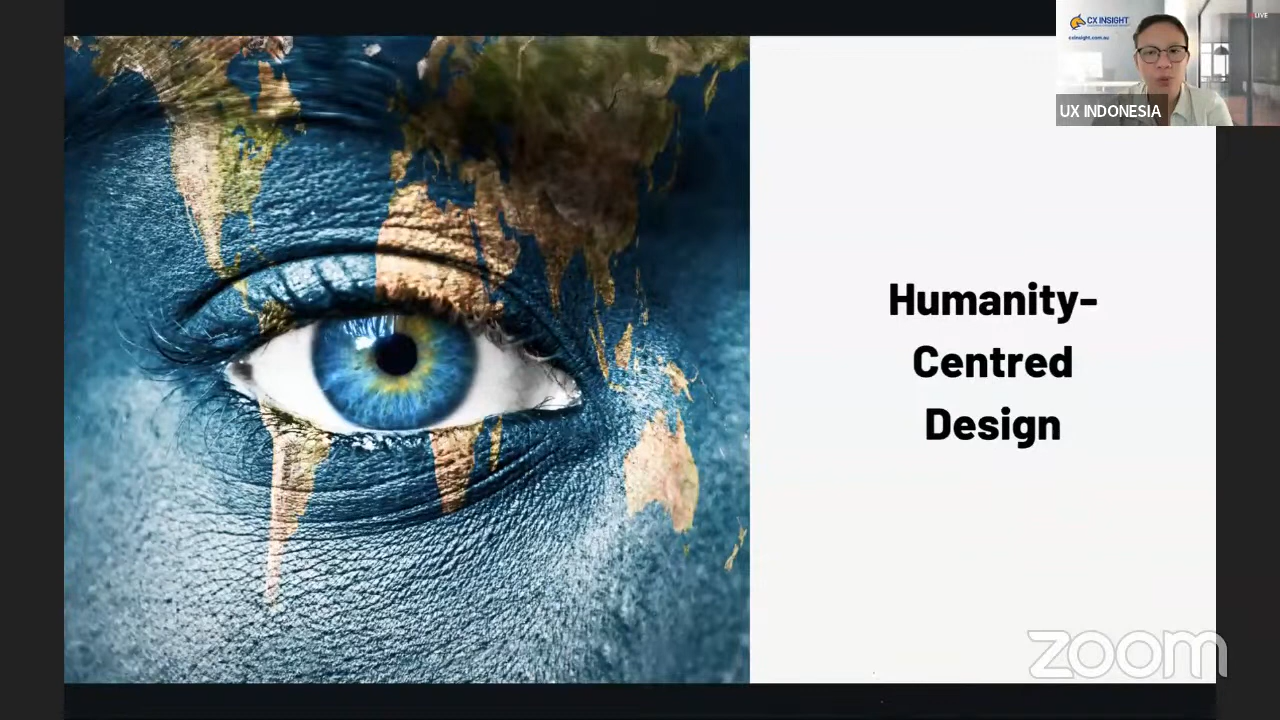 CX INSIGHT
cxinsight.com.au
LIVE
UX INDONESIA
Humanity-
Centred
Design
zoom